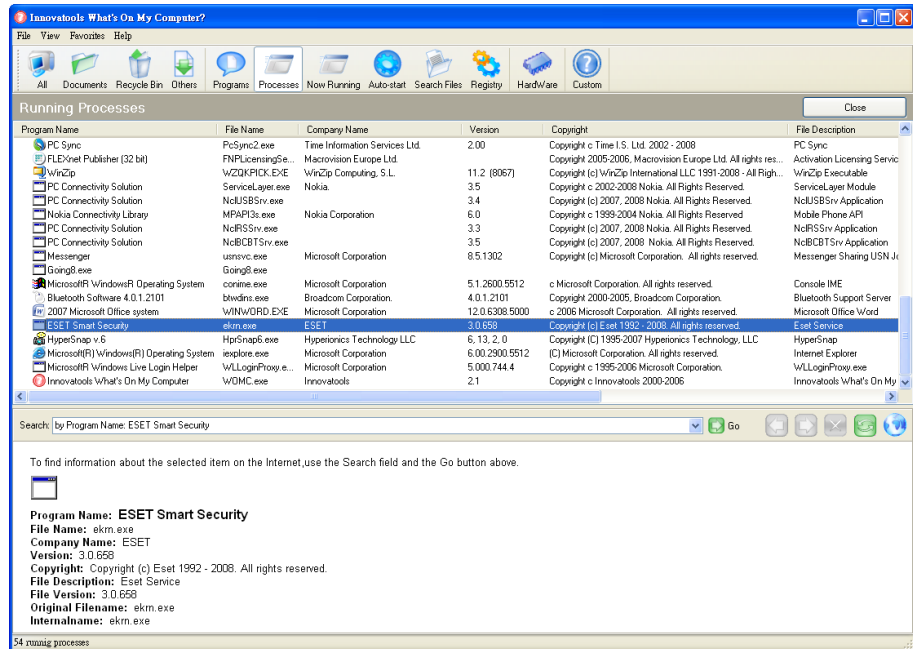 Innovatools What's On My Computer?
File View Favorites Help
All Documents Recycle Bin Others Programs Processes Now Running Auto-start Search Files Registry HardWare Custom
Running Processes Close
Program Name File Name Company Name Version Copyright File Description
PC Sync PcSync2.exe Time Information Services Ltd. 2.00 Copyright c Time I.S. Ltd. 2002 - 2008 PC Sync
FLEXnet Publisher (32 bit) FNPLicensingSe... Macrovision Europe Ltd. Copyright 2005-2006, Macrovision Europe Ltd. All rights res... Activation Licensing Servic
WinZip WZQKPICK.EXE WinZip Computing, S.L. 11.2 (8067) Copyright (c) WinZip International LLC 1991-2008 - All Righ... WinZip Executable
PC Connectivity Solution ServiceLayer.exe Nokia. 3.5 Copyright c 2002-2008 Nokia. All Rights Reserved. ServiceLayer Module
PC Connectivity Solution NclUSBSrv.exe 3.4 Copyright (c) 2007, 2008 Nokia. All Rights Reserved. NclUSBSrv Application
Nokia Connectivity Library MPAPI3s.exe Nokia Corporation 6.0 Copyright c 1999-2004 Nokia. All Rights Reserved Mobile Phone API
PC Connectivity Solution NclRSSrv.exe 3.3 Copyright (c) 2007, 2008 Nokia. All Rights Reserved. NclRSSrv Application
PC Connectivity Solution NclBCBTSrv.exe 3.5 Copyright (c) 2007, 2008 Nokia. All Rights Reserved. NclBCBTSrv Application
Messenger usnsvc.exe Microsoft Corporation 8.5.1302 Copyright (c) Microsoft Corporation. All rights reserved. Messenger Sharing USN Jo
Going8.exe Going8.exe
MicrosoftR WindowsR Operating System conime.exe Microsoft Corporation 5.1.2600.5512 c Microsoft Corporation. All rights reserved. Console IME
Bluetooth Software 4.0.1.2101 btwdins.exe Broadcom Corporation. 4.0.1.2101 Copyright 2000-2005, Broadcom Corporation. Bluetooth Support Server
2007 Microsoft Office system WINWORD.EXE Microsoft Corporation 12.0.6308.5000 c 2006 Microsoft Corporation. All rights reserved. Microsoft Office Word
ESET Smart Security ekrn.exe ESET 3.0.658 Copyright (c) Eset 1992 - 2008. All rights reserved. Eset Service
HyperSnap v.6 HprSnap6.exe Hyperionics Technology LLC 6, 13, 2, 0 Copyright (C) 1995-2007 Hyperionics Technology, LLC HyperSnap
Microsoft(R) Windows(R) Operating System iexplore.exe Microsoft Corporation 6.00.2900.5512 (C) Microsoft Corporation. All rights reserved. Internet Explorer
MicrosoftR Windows Live Login Helper WLLoginProxy.e... Microsoft Corporation 5.000.744.4 Copyright c 1995-2006 Microsoft Corporation. WLLoginProxy.exe
Innovatools What's On My Computer WOMC.exe Innovatools 2.1 Copyright c Innovatools 2000-2006 Innovatools What's On My
Search: by Program Name: ESET Smart Security Go
To find information about the selected item on the Internet,use the Search field and the Go button above.
Program Name: ESET Smart Security
File Name: ekrn.exe
Company Name: ESET
Version: 3.0.658
Copyright: Copyright (c) Eset 1992 - 2008. All rights reserved.
File Description: Eset Service
File Version: 3.0.658
Original Filename: ekrn.exe
Internalname: ekrn.exe
54 runnig processes